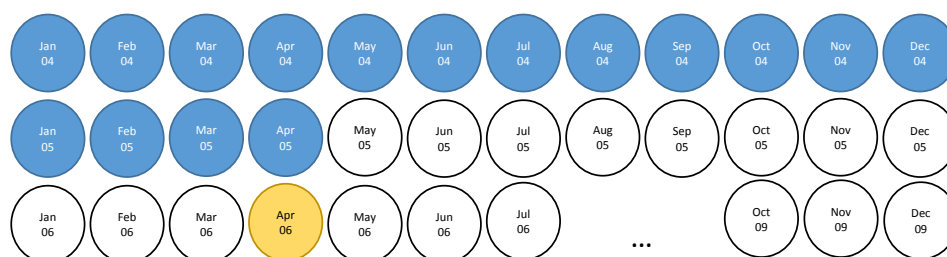 Jan Feb Mar Apr May Jun Jul Aug Sep Oct Nov Dec
04 04 04 04 04 04 04 04 04 04 04 04
Jan Feb Mar Apr May Jun Jul Aug Sep Oct Nov Dec
05 05 05 05 05 05 05 05 05 05 05 05
Jan Feb Mar Apr May Jun Jul Oct Nov Dec
06 06 06 06 06 06 06 ... 09 09 09